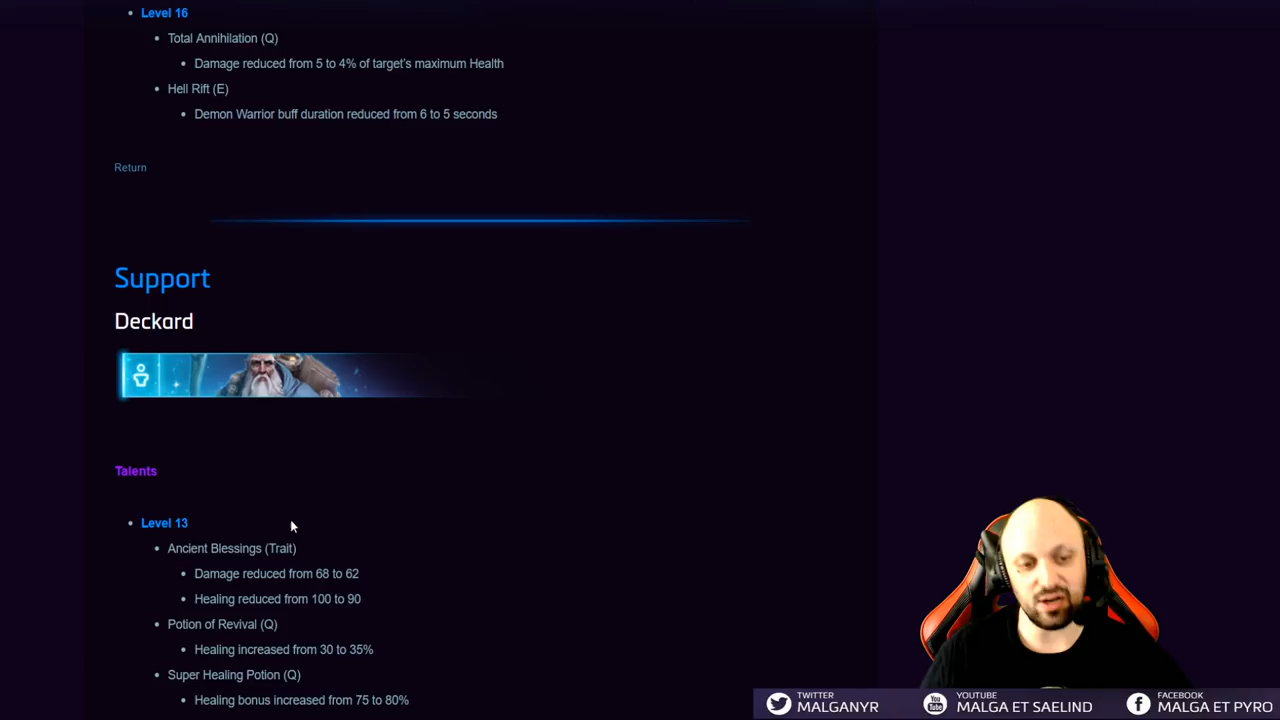 Level 16
Total Annihilation (Q)
Damage reduced from 5 to 4% of target's maximum Health
Hell Rift (E)
Demon Warrior buff duration reduced from 6 to 5 seconds
Return
Support
Deckard
Talents
Level 13
Ancient Blessings (Trait)
Damage reduced from 68 to 62
Healing reduced from 100 to 90
Potion of Revival (Q)
Healing increased from 30 to 35%
Super Healing Potion (Q)
Healing bonus increased from 75 to 80%
TWITTER
MALGANYR
You Tube
YOUTUBE
MALGA ET SAELIND
FACEBOOK
MALGA ET PYRO